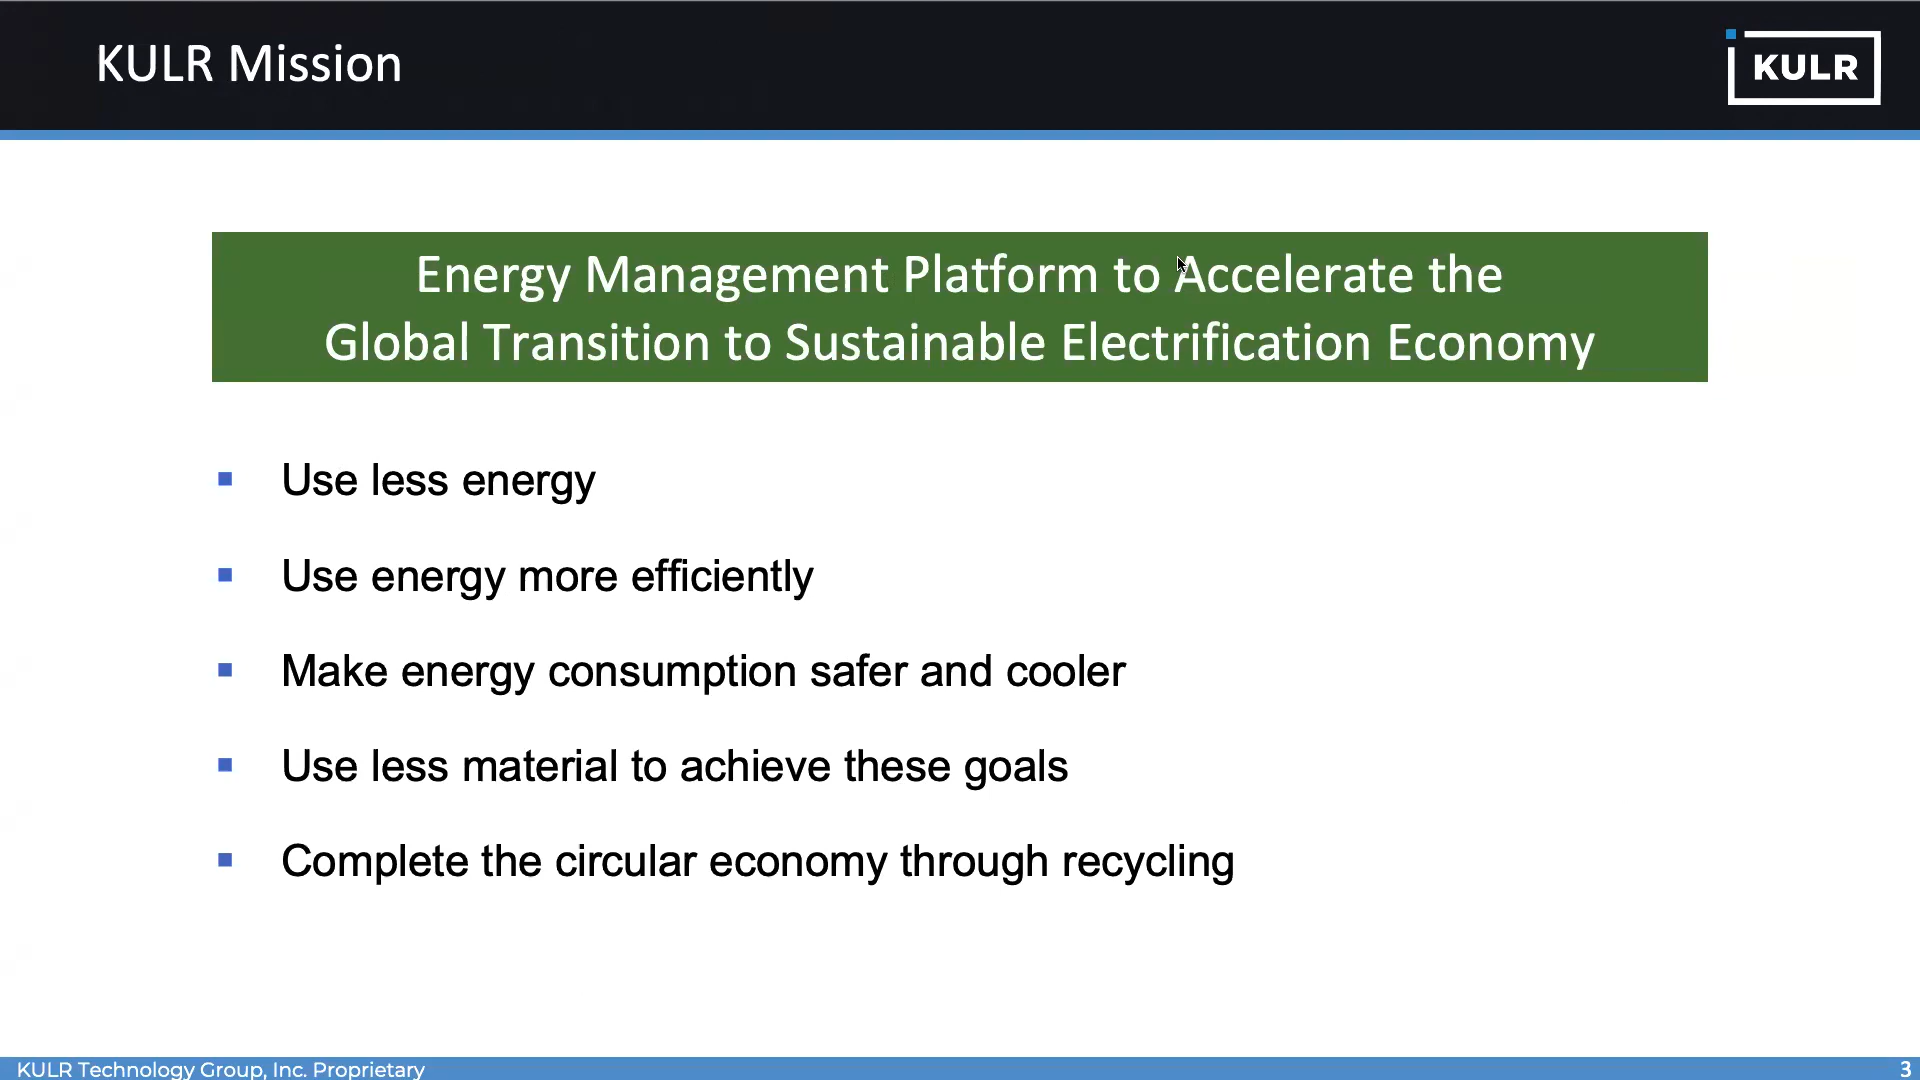 KULR Mission
KULR
Energy Management Platform to Accelerate the
Global Transition to Sustainable Electrification Economy
Use less energy
Use energy more efficiently
Make energy consumption safer and cooler
Use less material to achieve these goals
Complete the circular economy through recycling
KULR Technology Group, Inc. Proprietary
3